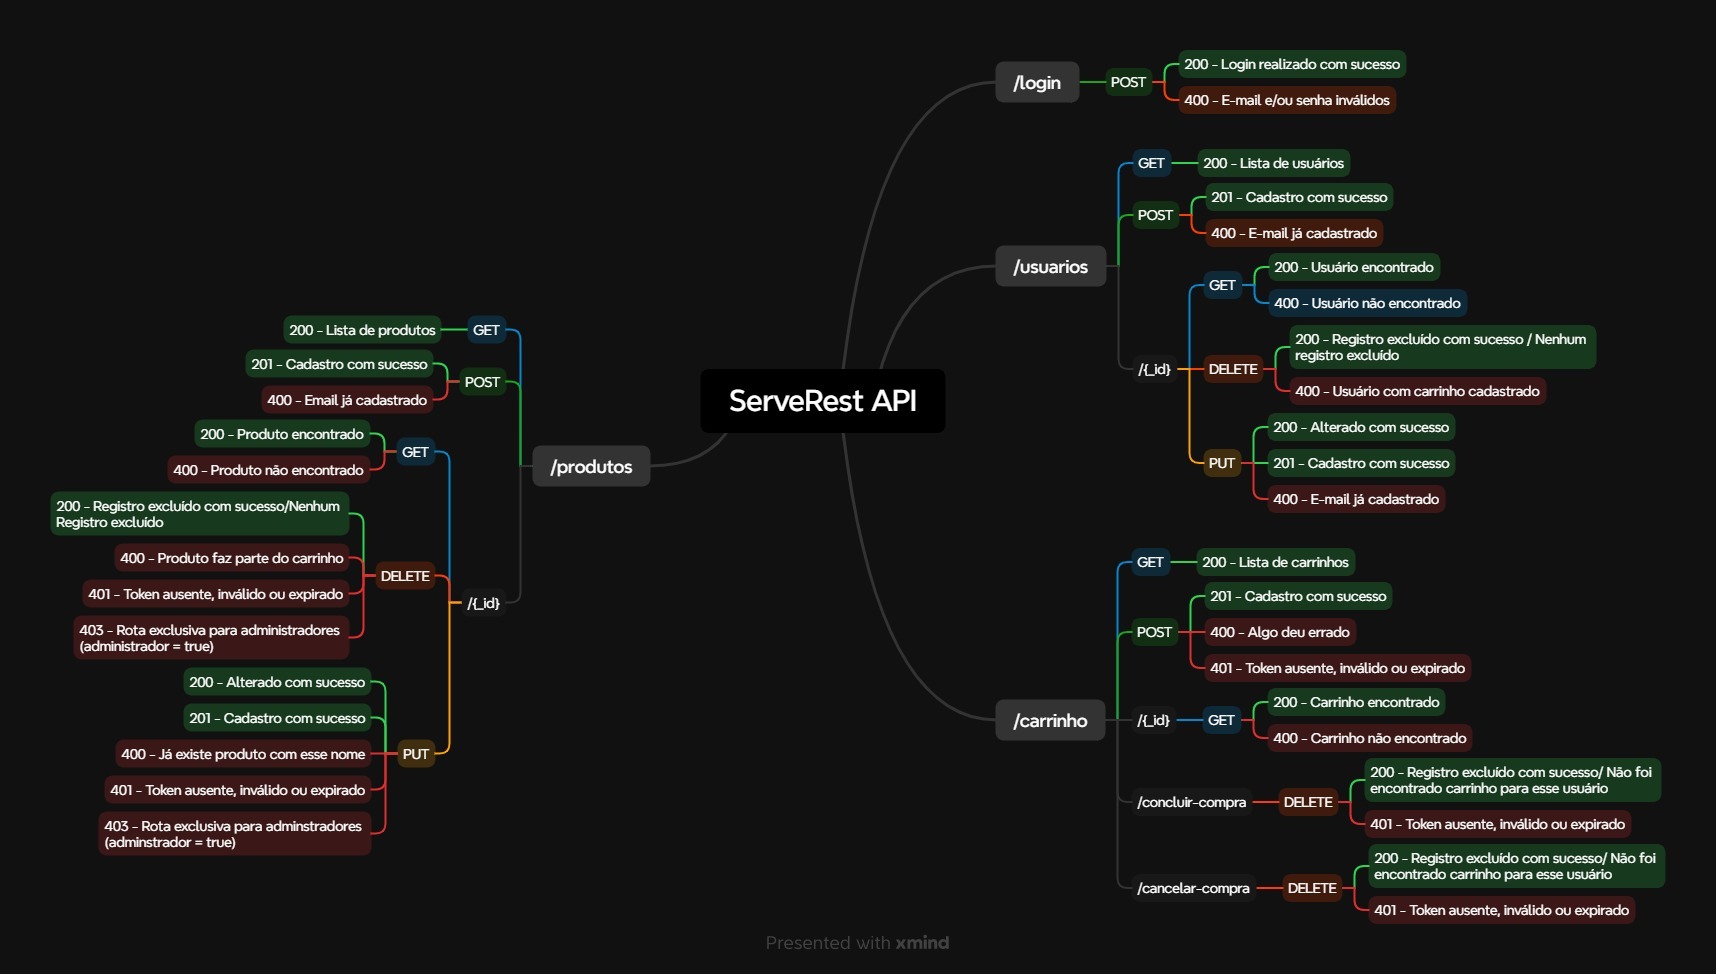 ServeRest API
/login
POST
200 - Login realizado com sucesso
400 - E-mail e/ou senha inválidos
/usuarios
GET
200 - Lista de usuários
POST
201 - Cadastro com sucesso
400 - E-mail já cadastrado
/{_id}
GET
200 - Usuário encontrado
400 - Usuário não encontrado
DELETE
200 - Registro excluído com sucesso / Nenhum
registro excluído
400 - Usuário com carrinho cadastrado
PUT
200 - Alterado com sucesso
201 - Cadastro com sucesso
400 - E-mail já cadastrado
/carrinho
GET
200 - Lista de carrinhos
POST
201 - Cadastro com sucesso
400 - Algo deu errado
401 - Token ausente, inválido ou expirado
/{_id}
GET
200 - Carrinho encontrado
400 - Carrinho não encontrado
/concluir-compra
DELETE
200 - Registro excluído com sucesso/ Não foi
encontrado carrinho para esse usuário
401 - Token ausente, inválido ou expirado
/cancelar-compra
DELETE
200 - Registro excluído com sucesso/ Não foi
encontrado carrinho para esse usuário
401 - Token ausente, inválido ou expirado
/produtos
GET
200 - Lista de produtos
POST
201 - Cadastro com sucesso
400 - Email já cadastrado
/{_id}
GET
200 - Produto encontrado
400 - Produto não encontrado
DELETE
200 - Registro excluído com sucesso/Nenhum
Registro excluído
400 - Produto faz parte do carrinho
401 - Token ausente, inválido ou expirado
403 - Rota exclusiva para administradores
(administrador = true)
PUT
200 - Alterado com sucesso
201 - Cadastro com sucesso
400 - Já existe produto com esse nome
401 - Token ausente, inválido ou expirado
403 - Rota exclusiva para adminstradores
(adminstrador = true)
Presented with xmind